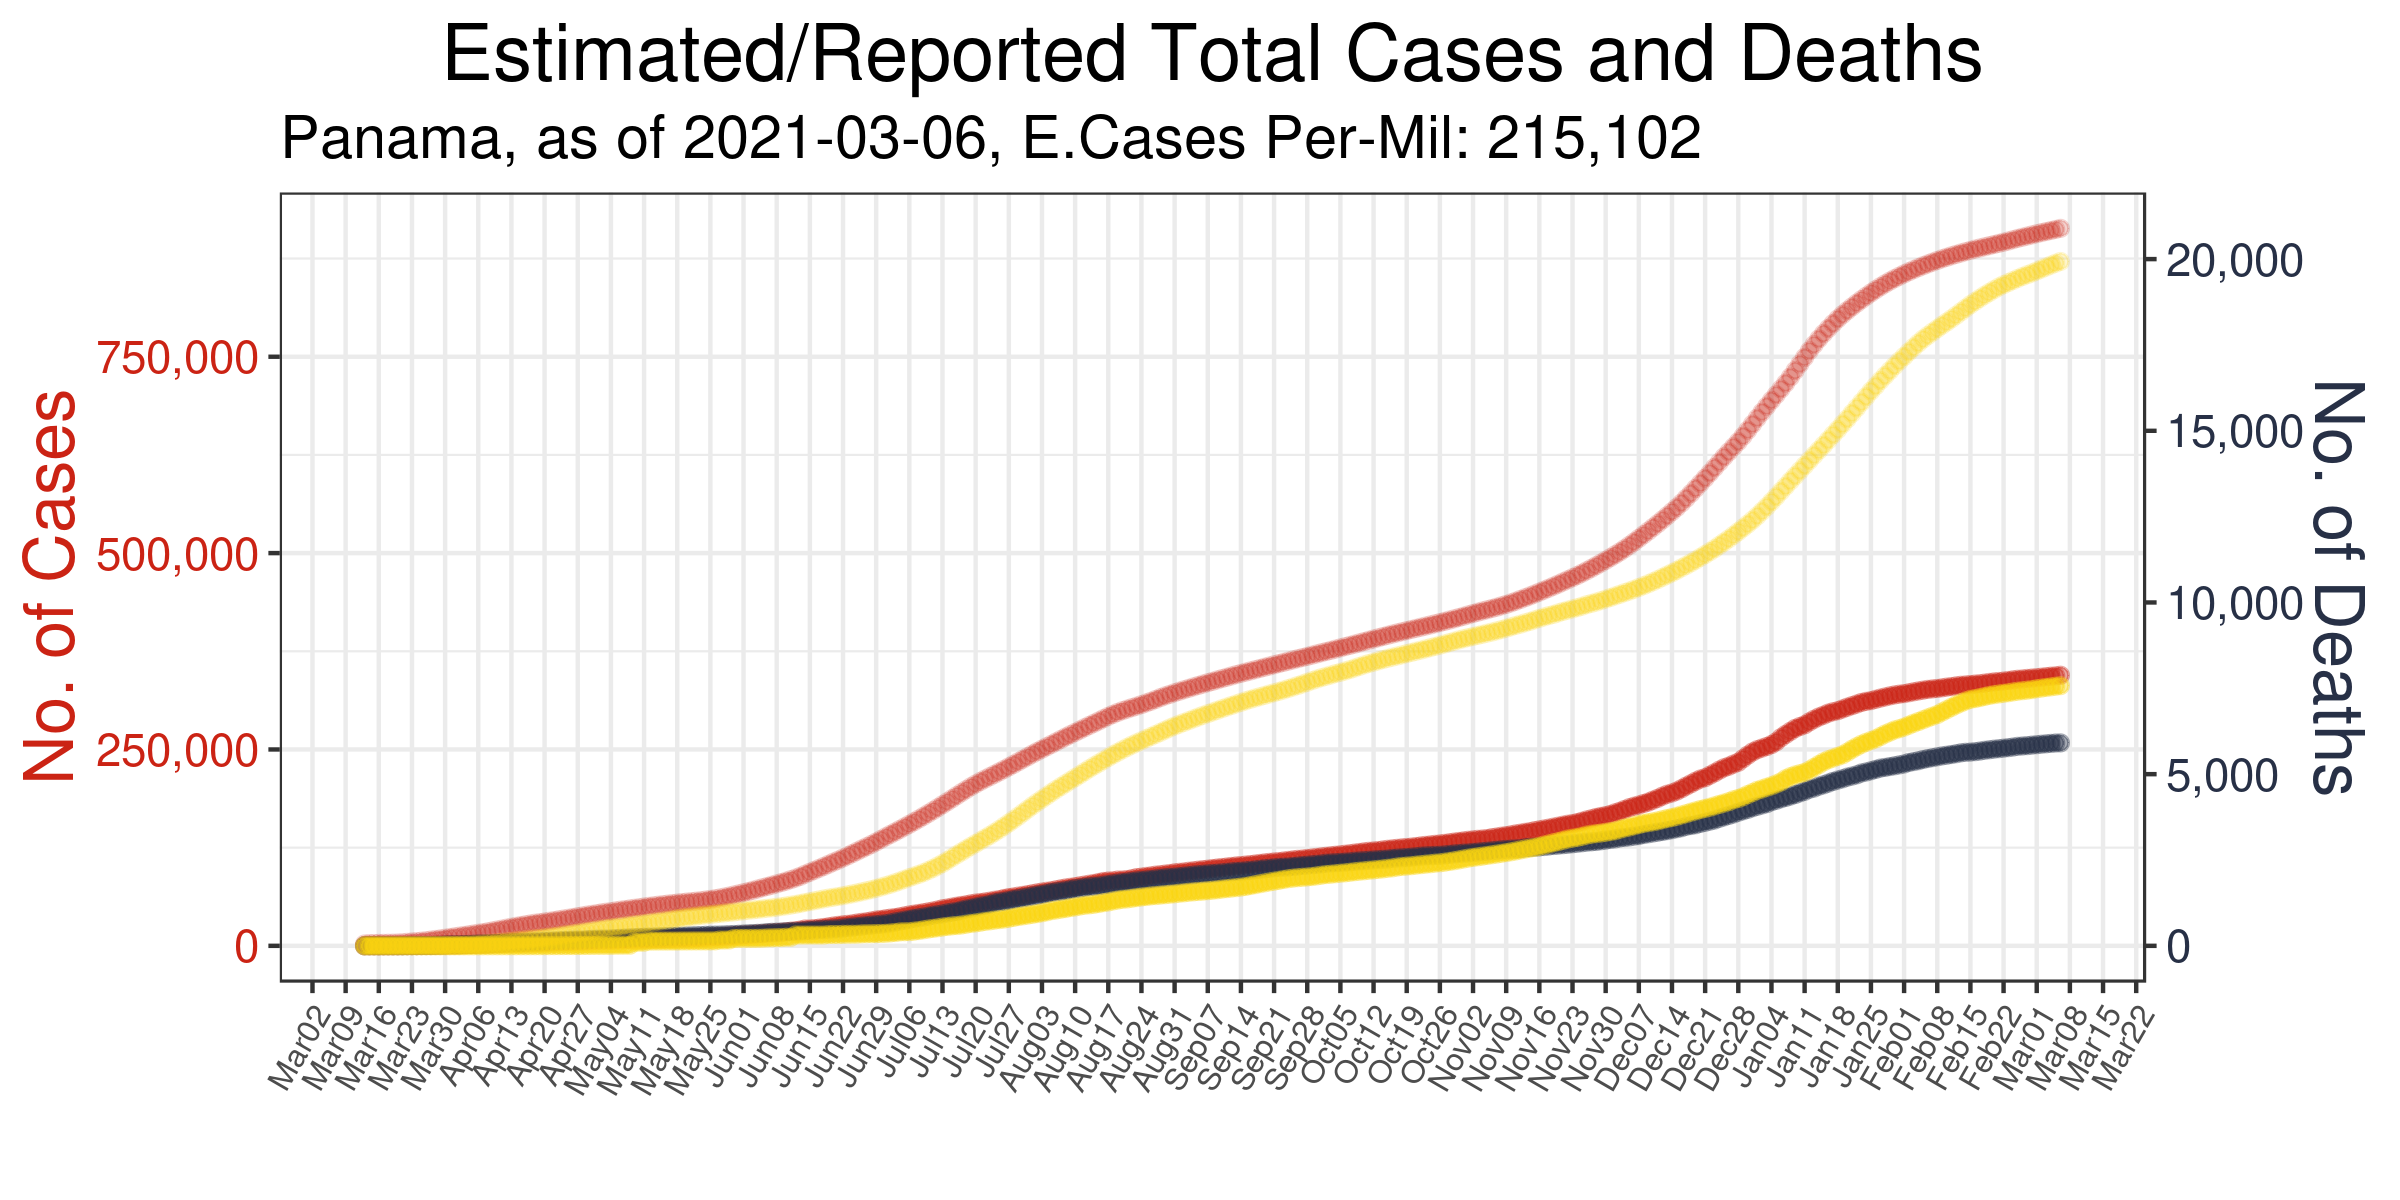 Estimated/Reported Total Cases and Deaths
Panama, as of 2021-03-06, E.Cases Per-Mil: 215,102
No. of Cases
750,000
500,000
250,000
0
20,000
15,000
10,000
5,000
0
No. of Deaths
Mar02
Mar09
Mar16
Mar23
Mar30
Apr06
Apr13
Apr20
Apr27
May04
May11
May18
May25
Jun01
Jun08
Jun15
Jun22
Jun29
Jul06
Jul13
Jul20
Jul27
Aug03
Aug10
Aug17
Aug24
Aug31
Sep07
Sep14
Sep21
Sep28
Oct05
Oct12
Oct19
Oct26
Nov02
Nov09
Nov16
Nov23
Nov30
Dec07
Dec14
Dec21
Dec28
Jan04
Jan11
Jan18
Jan25
Feb01
Feb08
Feb15
Feb22
Mar01
Mar08
Mar15
Mar22